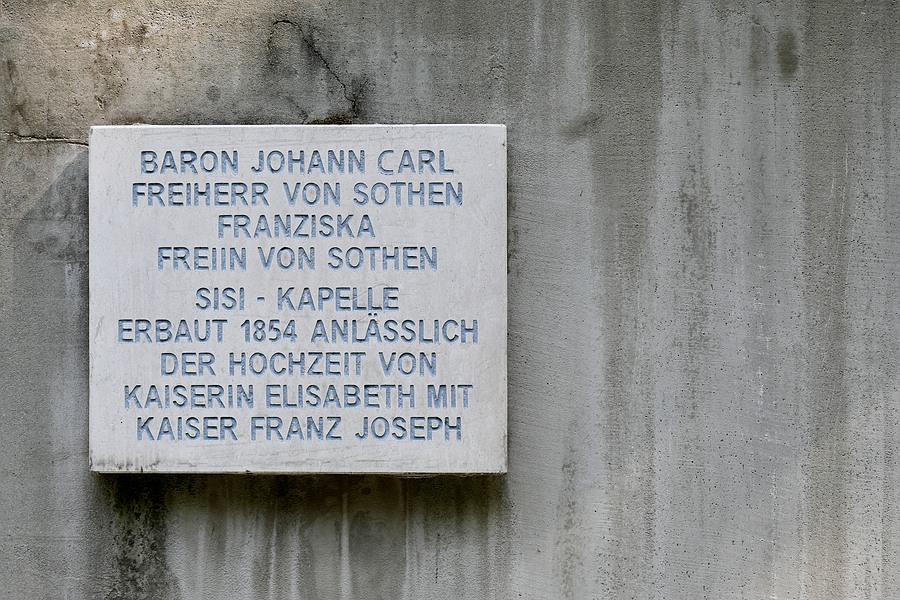 BARON JOHANN CARL
FREIHERR VON SOTHEN
FRANZISKA
FREIIN VON SOTHEN
SISI - KAPELLE
ERBAUT 1854 ANLÄSSLICH
DER HOCHZEIT VON
KAISERIN ELISABETH MIT
KAISER FRANZ JOSEPH